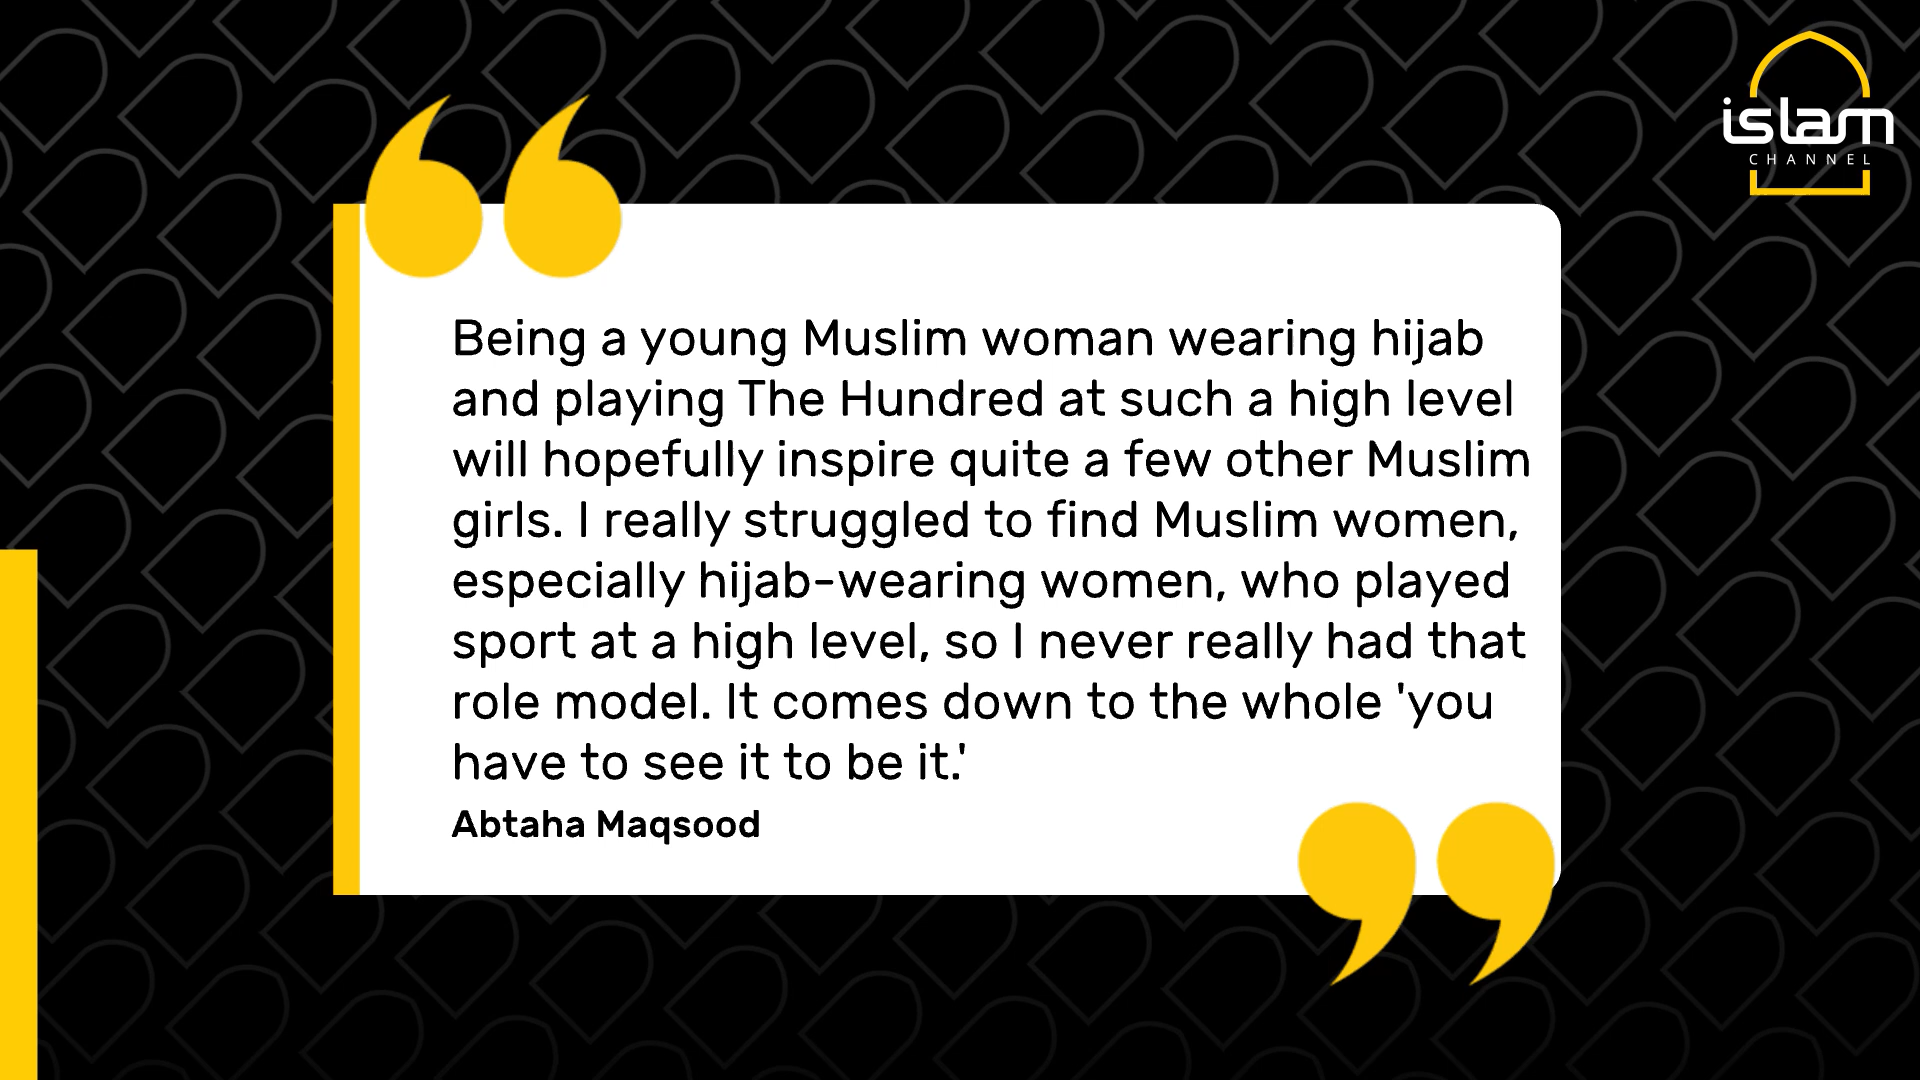 islam
CHANNEL
Being a young Muslim woman wearing hijab
and playing The Hundred at such a high level
will hopefully inspire quite a few other Muslim
girls. I really struggled to find Muslim women,
especially hijab-wearing women, who played
sport at a high level, so I never really had that
role model. It comes down to the whole 'you
have to see it to be it.'
Abtaha Maqsood